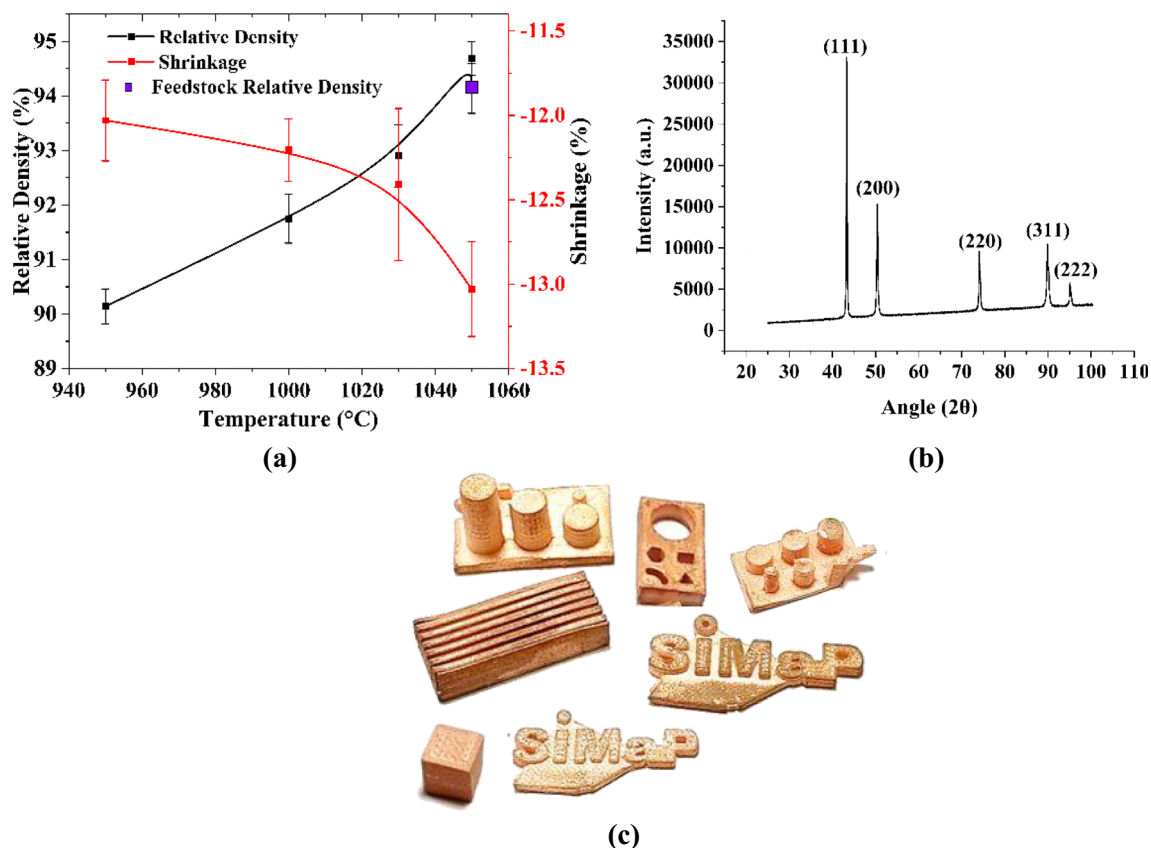 95
94
93
92
91
90
89
Relative Density (%)
Relative Density
Shrinkage
Feedstock Relative Density
-11.5
-12.0
-12.5
-13.0
-13.5
Shrinkage (%)
940 960 980 1000 1020 1040 1060
Temperature (°C)
(a)
35000
30000
25000
20000
15000
10000
5000
0
Intensity (a.u.)
(111)
(200)
(220)
(311)
(222)
20 30 40 50 60 70 80 90 100 110
Angle (2θ)
(b)
SiMaP
SiMaP
(c)